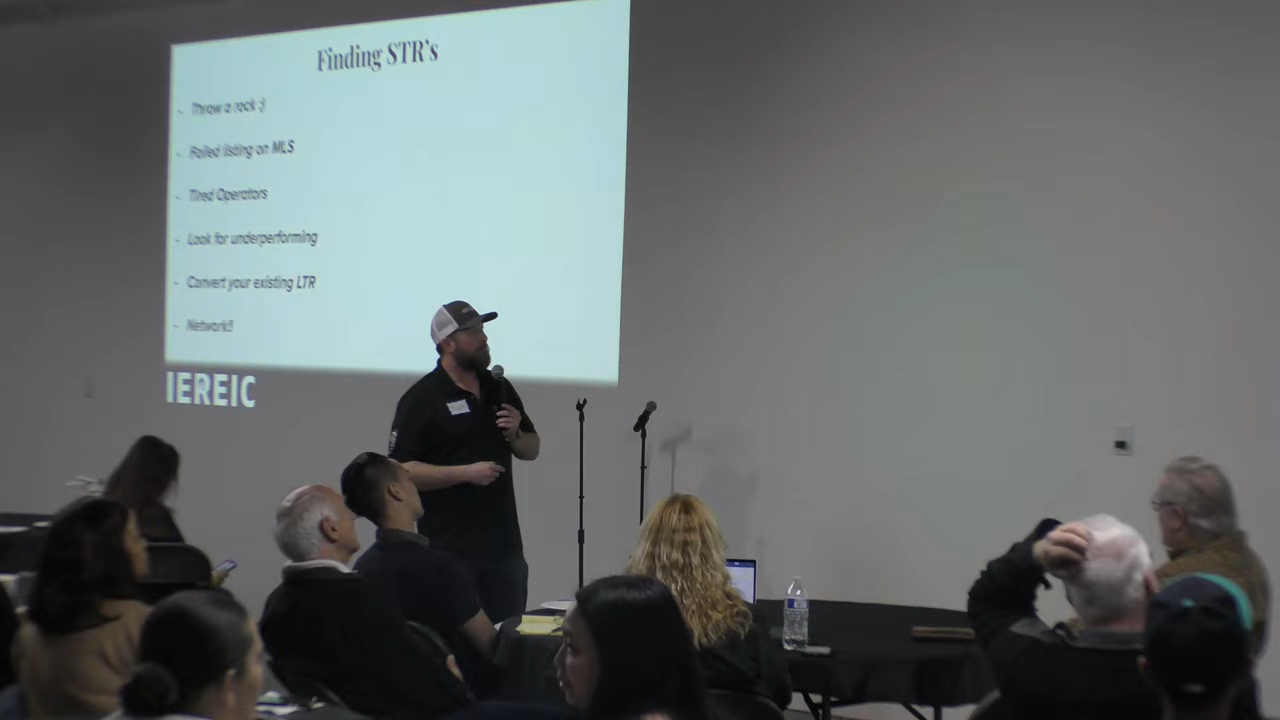 Finding STR's
- Throw a rock :)
- Failed listing on MLS
- Tired Operators
- Look for underperforming
- Convert your existing LTR
- Network!!
IEREIC